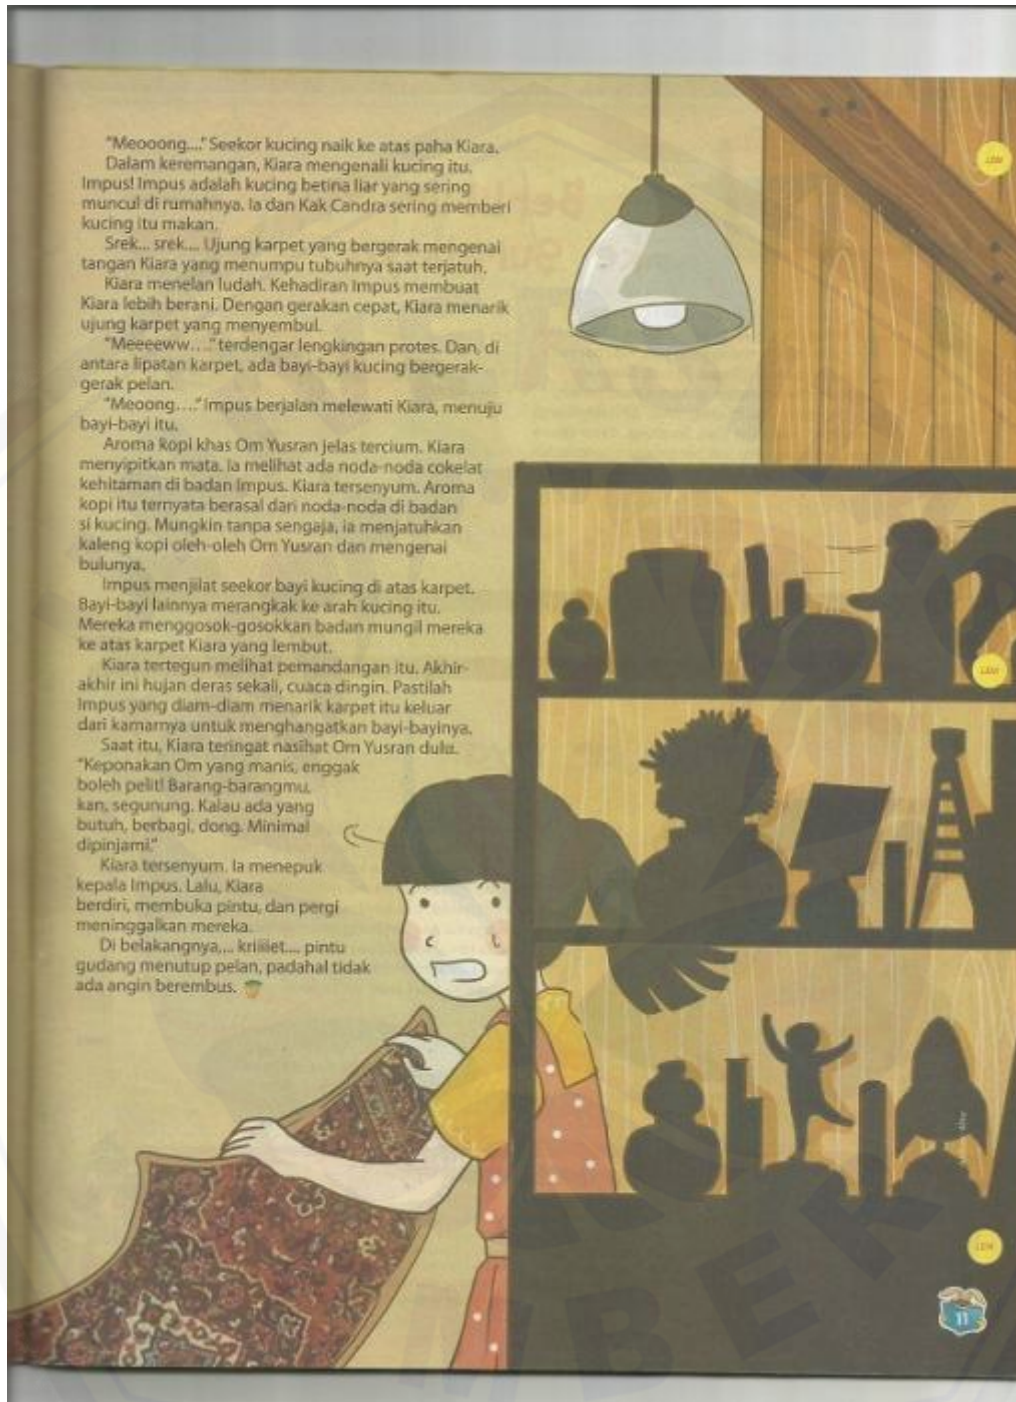 "Meooong...." Seekor kucing naik ke atas paha Kiara.
Dalam keremangan, Kiara mengenali kucing itu.
Impus! Impus adalah kucing betina liar yang sering
muncul di rumahnya. Ia dan Kak Candra sering memberi
kucing itu makan.
Srek... srek.... Ujung karpet yang bergerak mengenai
tangan Kiara yang menumpu tubuhnya saat terjatuh.
Kiara menelan ludah. Kehadiran Impus membuat
Kiara lebih berani. Dengan gerakan cepat, Kiara menarik
ujung karpet yang menyembul.
"Meeeeww...." terdengar lengkingan protes. Dan, di
antara lipatan karpet, ada bayi-bayi kucing bergerak-
gerak pelan.
"Meoong...." Impus berjalan melewati Kiara, menuju
bayi-bayi itu.
Aroma kopi khas Om Yusran jelas tercium. Kiara
menyipitkan mata. Ia melihat ada noda-noda cokelat
kehitaman di badan Impus. Kiara tersenyum. Aroma
kopi itu ternyata berasal dari noda-noda di badan
si kucing. Mungkin tanpa sengaja, ia menjatuhkan
kaleng kopi oleh-oleh Om Yusran dan mengenai
bulunya.
Impus menjilat seekor bayi kucing di atas karpet.
Bayi-bayi lainnya merangkak ke arah kucing itu.
Mereka menggosok-gosokkan badan mungil mereka
ke atas karpet Kiara yang lembut.
Kiara tertegun melihat pemandangan itu. Akhir-
akhir ini hujan deras sekali, cuaca dingin. Pastilah
Impus yang diam-diam menarik karpet itu keluar
dari kamarnya untuk menghangatkan bayi-bayinya.
Saat itu, Kiara teringat nasihat Om Yusran dulu.
"Keponakan Om yang manis, enggak
boleh pelit! Barang-barangmu,
kan, segunung. Kalau ada yang
butuh, berbagi, dong. Minimal
dipinjami."
Kiara tersenyum. Ia menepuk
kepala Impus. Lalu, Kiara
berdiri, membuka pintu, dan pergi
meninggalkan mereka.
Di belakangnya,... kriiiiet.... pintu
gudang menutup pelan, padahal tidak
ada angin berembus.
LEM
LEM
LEM
11